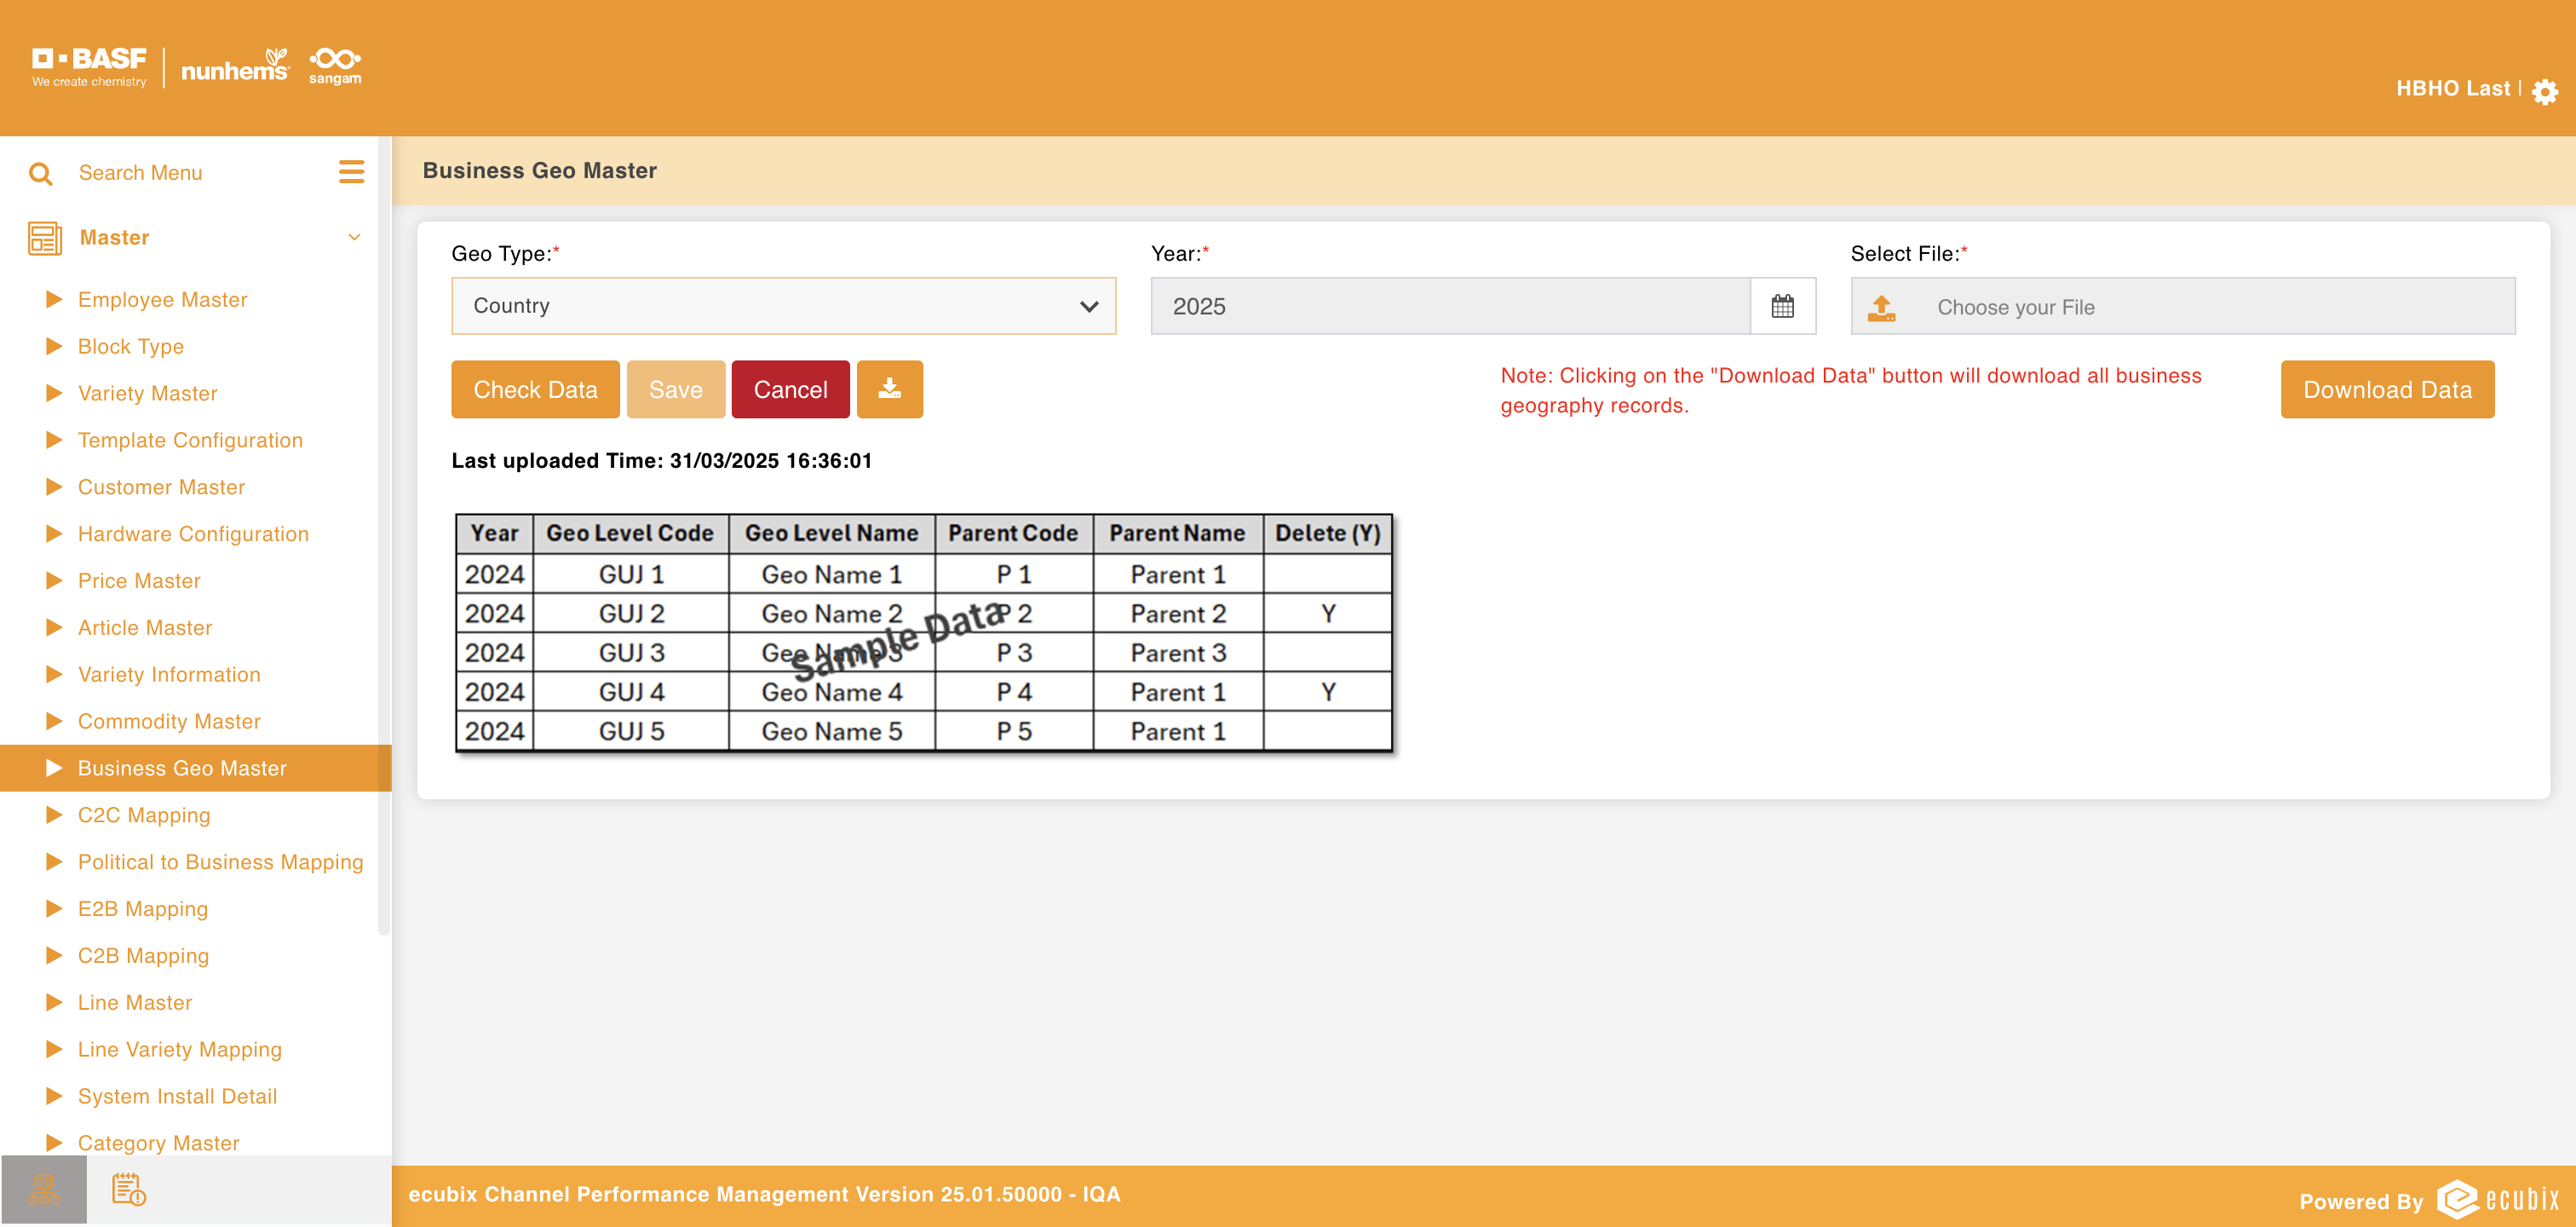 BASF
We create chemistry
nunhems
sangam
HBHO Last |
Search Menu
Master
Employee Master
Block Type
Variety Master
Template Configuration
Customer Master
Hardware Configuration
Price Master
Article Master
Variety Information
Commodity Master
Business Geo Master
C2C Mapping
Political to Business Mapping
E2B Mapping
C2B Mapping
Line Master
Line Variety Mapping
System Install Detail
Category Master
Business Geo Master
Geo Type:* Year:* Select File:*
Country 2025 Choose your File
Check Data Save Cancel
Note: Clicking on the "Download Data" button will download all business
geography records.
Download Data
Last uploaded Time: 31/03/2025 16:36:01
Year Geo Level Code Geo Level Name Parent Code Parent Name Delete (Y)
2024 GUJ 1 Geo Name 1 P 1 Parent 1
2024 GUJ 2 Geo Name 2 P 2 Parent 2 Y
2024 GUJ 3 Geo Name 3 P 3 Parent 3
2024 GUJ 4 Geo Name 4 P 4 Parent 1 Y
2024 GUJ 5 Geo Name 5 P 5 Parent 1
Sample Data
ecubix Channel Performance Management Version 25.01.50000 - IQA
Powered By ecubix